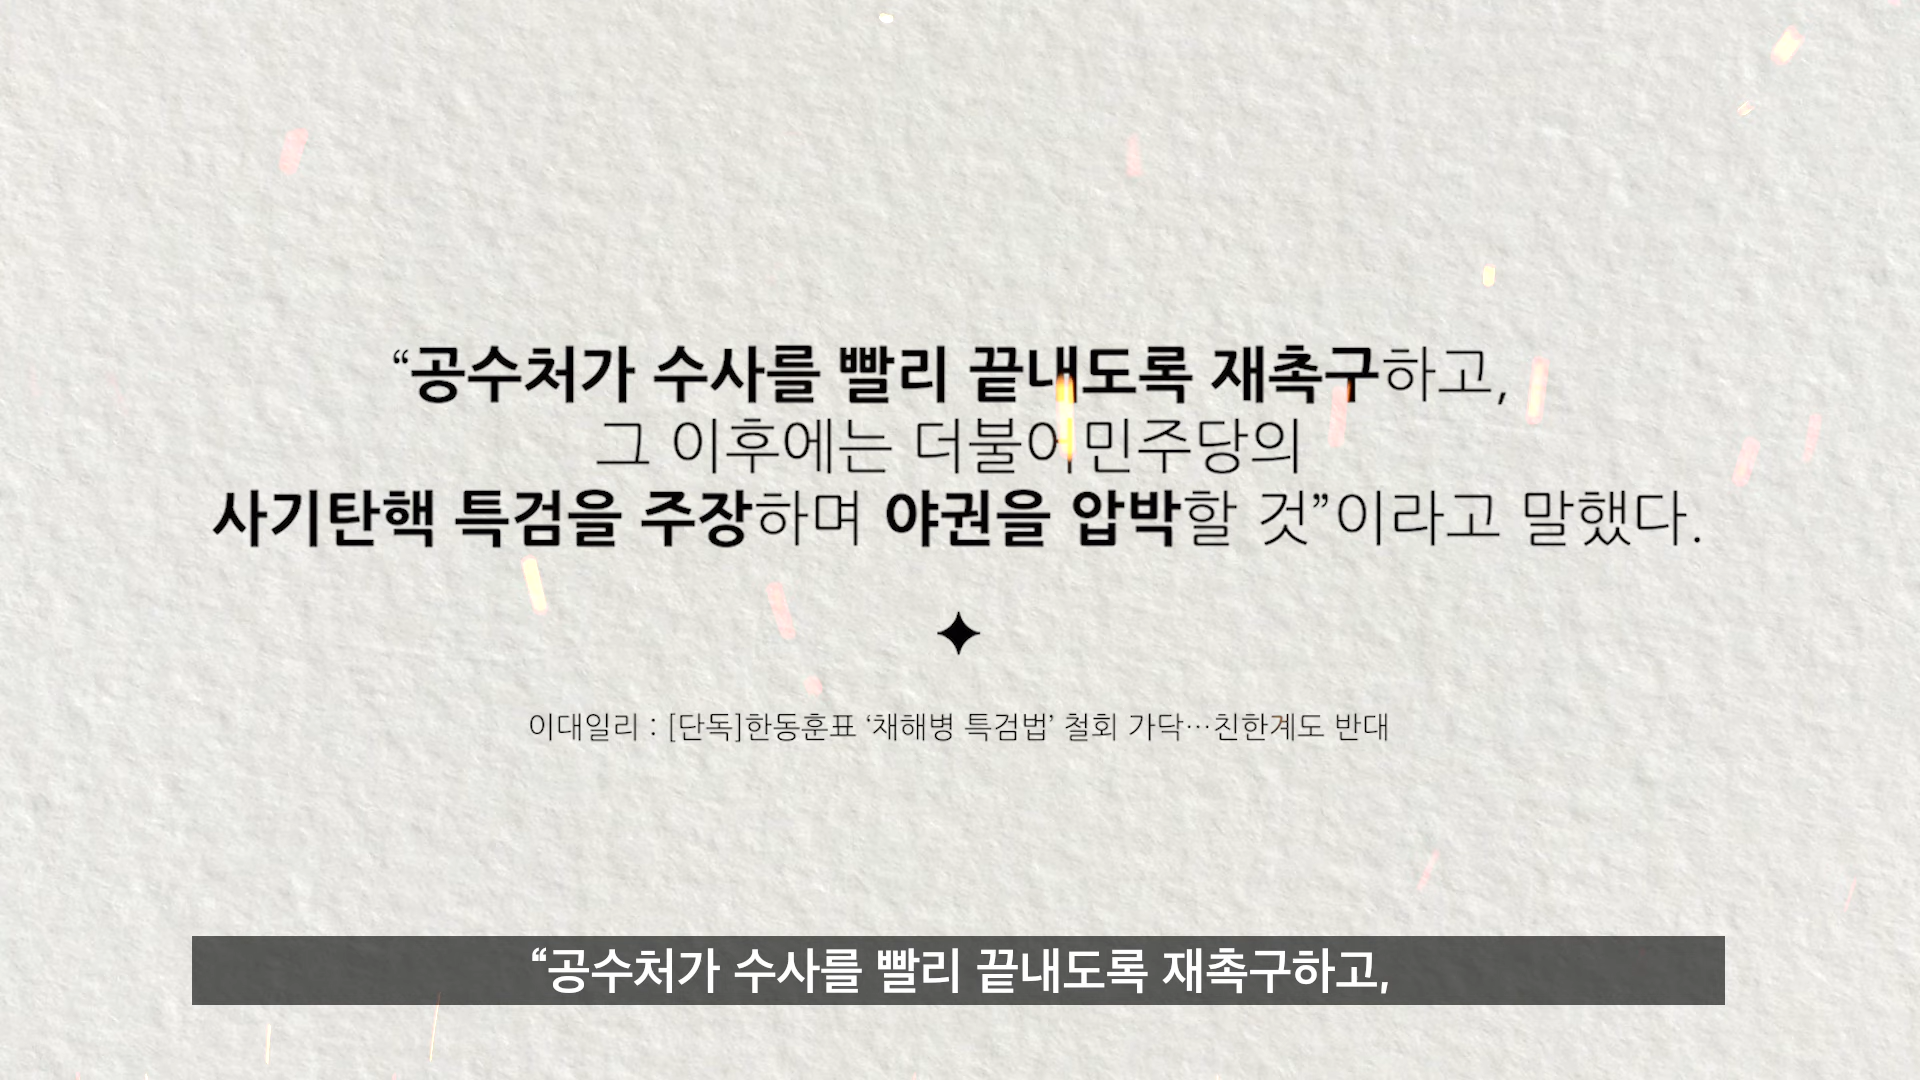 “공수처가 수사를 빨리 끝내도록 재촉구하고,
그 이후에는 더불어민주당의
사기탄핵 특검을 주장하며 야권을 압박할 것”이라고 말했다.
이대일리 : [단독]한동훈표 ‘채해병 특검법’ 철회 가닥…친한계도 반대
“공수처가 수사를 빨리 끝내도록 재촉구하고,